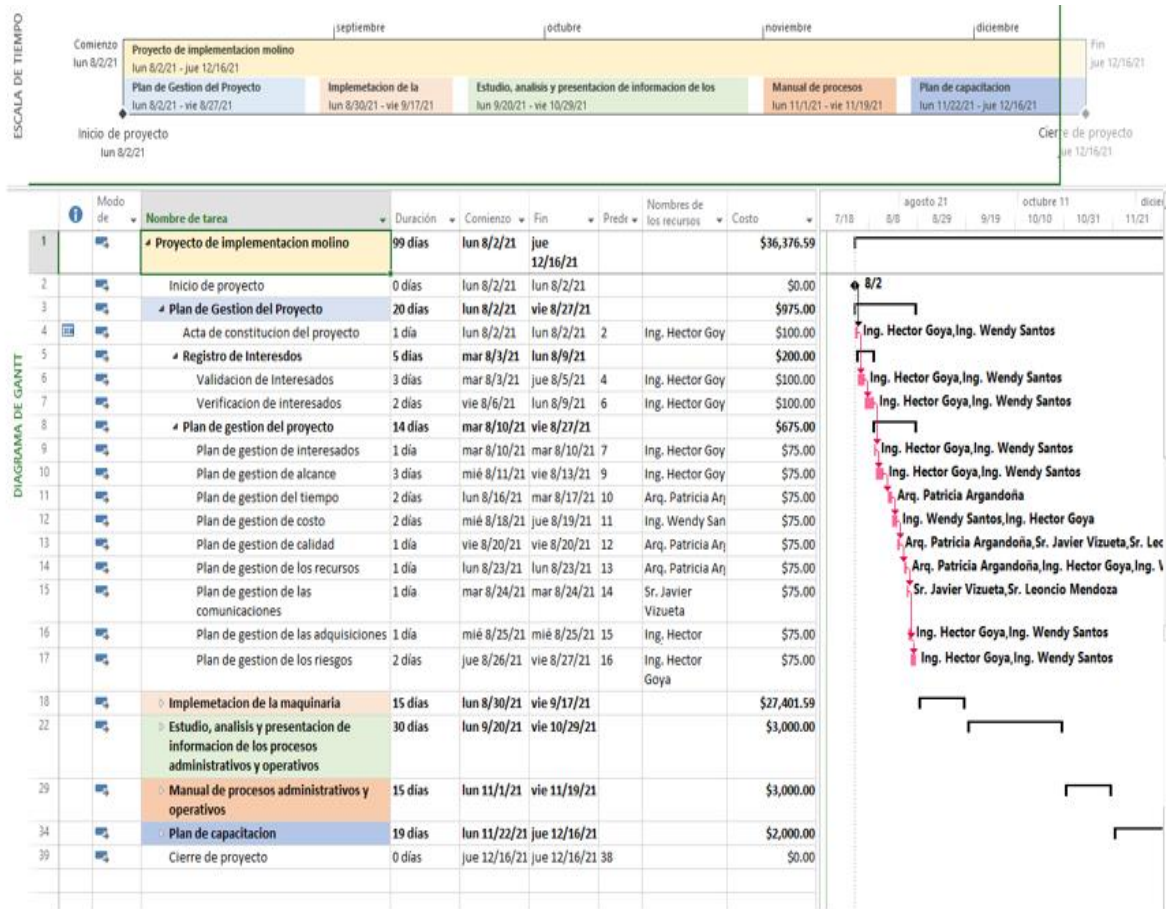 ESCALA DE TIEMPO
septiembre
octubre
noviembre
diciembre
Comienzo
lun 8/2/21
Proyecto de implementacion molino
lun 8/2/21 - jue 12/16/21
Fin
jue 12/16/21
Plan de Gestion del Proyecto
lun 8/2/21 - vie 8/27/21
Implemetacion de la
lun 8/30/21 - vie 9/17/21
Estudio, analisis y presentacion de informacion de los
lun 9/20/21 - vie 10/29/21
Manual de procesos
lun 11/1/21 - vie 11/19/21
Plan de capacitacion
lun 11/22/21 - jue 12/16/21
Inicio de proyecto
lun 8/2/21
Cierre de proyecto
jue 12/16/21
DIAGRAMA DE GANTT
Modo de Nombre de tarea Duración Comienzo Fin Prede Nombres de los recursos Costo
agosto 21 octubre 11 dicie
7/18 8/8 8/29 9/19 10/10 10/31 11/21
1 Proyecto de implementacion molino 99 días lun 8/2/21 jue 12/16/21 $36,376.59
2 Inicio de proyecto 0 días lun 8/2/21 lun 8/2/21 $0.00 8/2
3 Plan de Gestion del Proyecto 20 días lun 8/2/21 vie 8/27/21 $975.00
4 Acta de constitucion del proyecto 1 día lun 8/2/21 lun 8/2/21 2 Ing. Hector Goy $100.00 Ing. Hector Goya,Ing. Wendy Santos
5 Registro de Interesdos 5 días mar 8/3/21 lun 8/9/21 $200.00
6 Validacion de Interesados 3 días mar 8/3/21 jue 8/5/21 4 Ing. Hector Goy $100.00 Ing. Hector Goya,Ing. Wendy Santos
7 Verificacion de interesados 2 días vie 8/6/21 lun 8/9/21 6 Ing. Hector Goy $100.00 Ing. Hector Goya,Ing. Wendy Santos
8 Plan de gestion del proyecto 14 días mar 8/10/21 vie 8/27/21 $675.00
9 Plan de gestion de interesados 1 día mar 8/10/21 mar 8/10/21 7 Ing. Hector Goy $75.00 Ing. Hector Goya,Ing. Wendy Santos
10 Plan de gestion de alcance 3 días mié 8/11/21 vie 8/13/21 9 Ing. Hector Goy $75.00 Ing. Hector Goya,Ing. Wendy Santos
11 Plan de gestion del tiempo 2 días lun 8/16/21 mar 8/17/21 10 Arq. Patricia Arg $75.00 Arq. Patricia Argandoña
12 Plan de gestion de costo 2 días mié 8/18/21 jue 8/19/21 11 Ing. Wendy San $75.00 Ing. Wendy Santos,Ing. Hector Goya
13 Plan de gestion de calidad 1 día vie 8/20/21 vie 8/20/21 12 Arq. Patricia Arg $75.00 Arq. Patricia Argandoña,Sr. Javier Vizueta,Sr. Leo
14 Plan de gestion de los recursos 1 día lun 8/23/21 lun 8/23/21 13 Arq. Patricia Arg $75.00 Arq. Patricia Argandoña,Ing. Hector Goya,Ing.
15 Plan de gestion de las comunicaciones 1 día mar 8/24/21 mar 8/24/21 14 Sr. Javier Vizueta $75.00 Sr. Javier Vizueta,Sr. Leoncio Mendoza
16 Plan de gestion de las adquisiciones 1 día mié 8/25/21 mié 8/25/21 15 Ing. Hector $75.00 Ing. Hector Goya,Ing. Wendy Santos
17 Plan de gestion de los riesgos 2 días jue 8/26/21 vie 8/27/21 16 Ing. Hector Goya $75.00 Ing. Hector Goya,Ing. Wendy Santos
18 Implemetacion de la maquinaria 15 días lun 8/30/21 vie 9/17/21 $27,401.59
22 Estudio, analisis y presentacion de informacion de los procesos administrativos y operativos 30 días lun 9/20/21 vie 10/29/21 $3,000.00
29 Manual de procesos administrativos y operativos 15 días lun 11/1/21 vie 11/19/21 $3,000.00
34 Plan de capacitacion 19 días lun 11/22/21 jue 12/16/21 $2,000.00
39 Cierre de proyecto 0 días jue 12/16/21 jue 12/16/21 38 $0.00